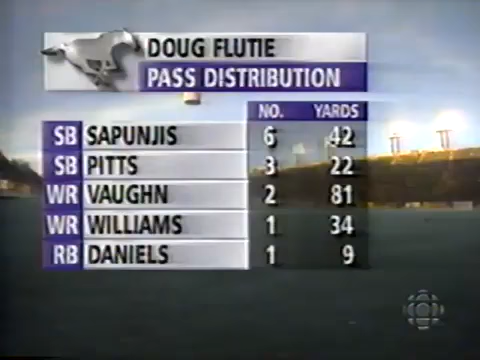 DOUG FLUTIE
PASS DISTRIBUTION
NO. YARDS
SB SAPUNJIS 6 42
SB PITTS 3 22
WR VAUGHN 2 81
WR WILLIAMS 1 34
RB DANIELS 1 9